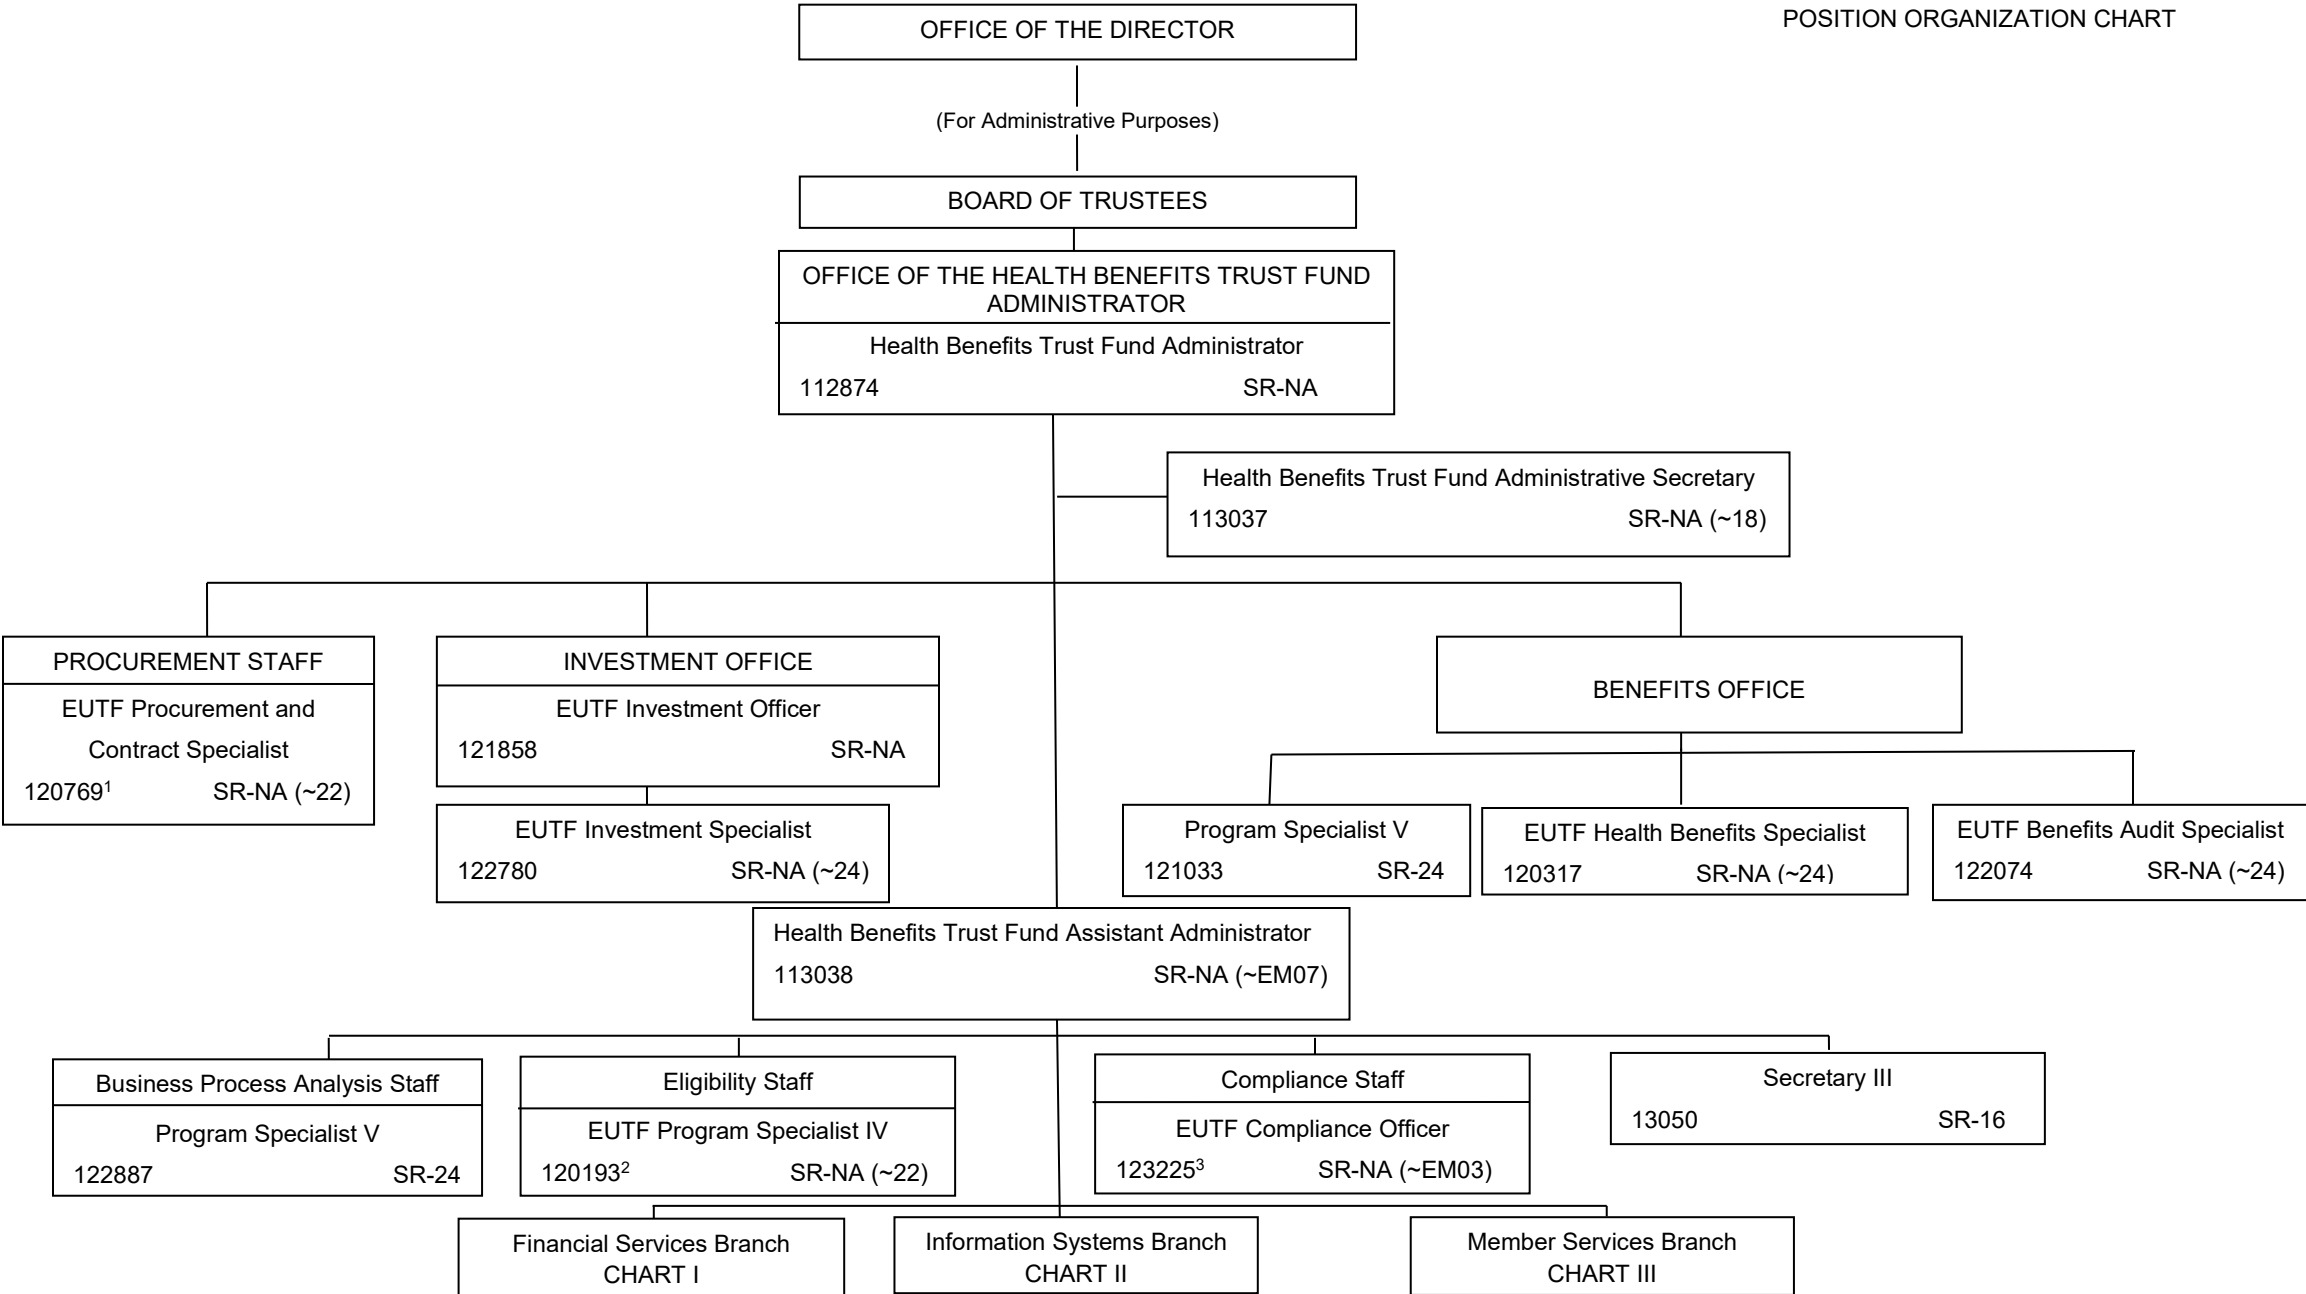 POSITION ORGANIZATION CHART
OFFICE OF THE DIRECTOR
(For Administrative Purposes)
BOARD OF TRUSTEES
OFFICE OF THE HEALTH BENEFITS TRUST FUND
ADMINISTRATOR
Health Benefits Trust Fund Administrator
112874 SR-NA
Health Benefits Trust Fund Administrative Secretary
113037 SR-NA (~18)
PROCUREMENT STAFF
EUTF Procurement and
Contract Specialist
120769¹ SR-NA (~22)
INVESTMENT OFFICE
EUTF Investment Officer
121858 SR-NA
EUTF Investment Specialist
122780 SR-NA (~24)
BENEFITS OFFICE
Program Specialist V
121033 SR-24
EUTF Health Benefits Specialist
120317 SR-NA (~24)
EUTF Benefits Audit Specialist
122074 SR-NA (~24)
Health Benefits Trust Fund Assistant Administrator
113038 SR-NA (~EM07)
Business Process Analysis Staff
Program Specialist V
122887 SR-24
Eligibility Staff
EUTF Program Specialist IV
120193² SR-NA (~22)
Compliance Staff
EUTF Compliance Officer
123225³ SR-NA (~EM03)
Secretary III
13050 SR-16
Financial Services Branch
CHART I
Information Systems Branch
CHART II
Member Services Branch
CHART III